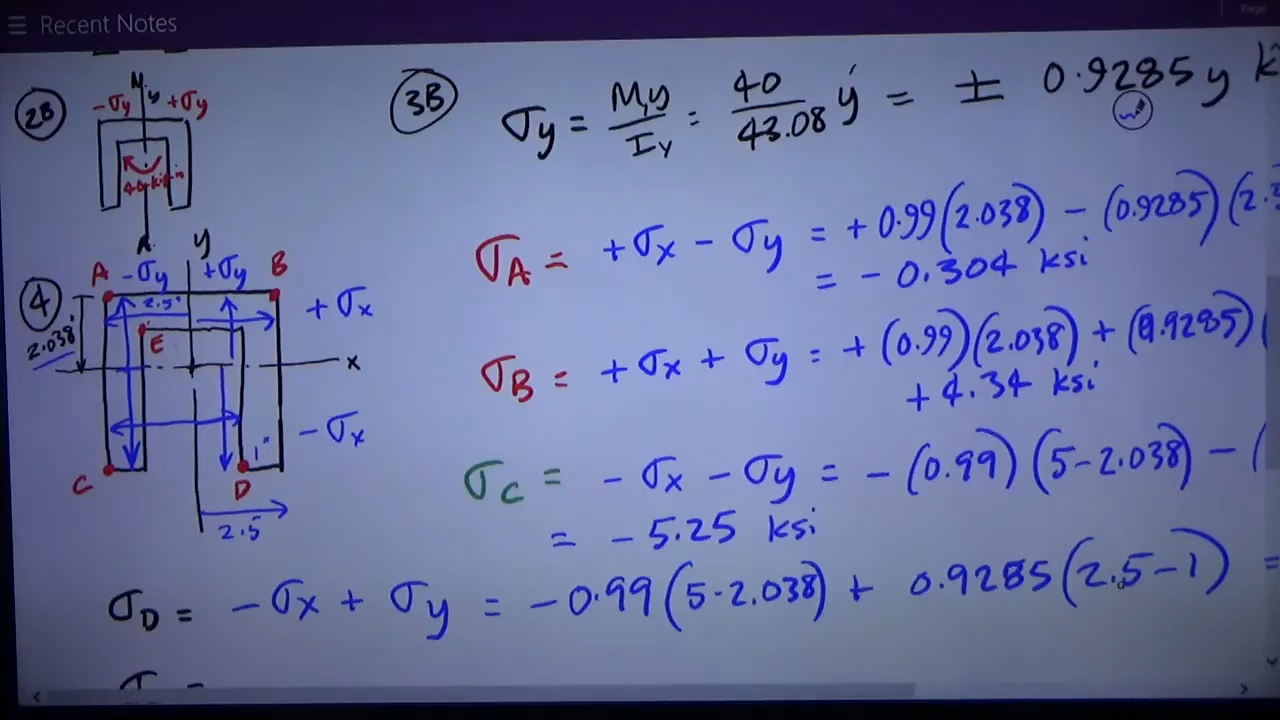 Recent Notes
Page
2B
My
-σy +σy
40 kip in
3B
σy = My y / Iy = 40 / 43.08 y = ± 0.9285 y k
4
y
A -σy +σy B
2.5"
+σx
2.038"
E
x
-σx
C
D
1"
2.5
σA = +σx - σy = +0.99(2.038) - (0.9285)(2.
= -0.304 ksi
σB = +σx + σy = +(0.99)(2.038) + (0.9285)(
+4.34 ksi
σC = -σx - σy = -(0.99)(5-2.038) - (
= -5.25 ksi
σD = -σx + σy = -0.99(5-2.038) + 0.9285(2.5-1) =